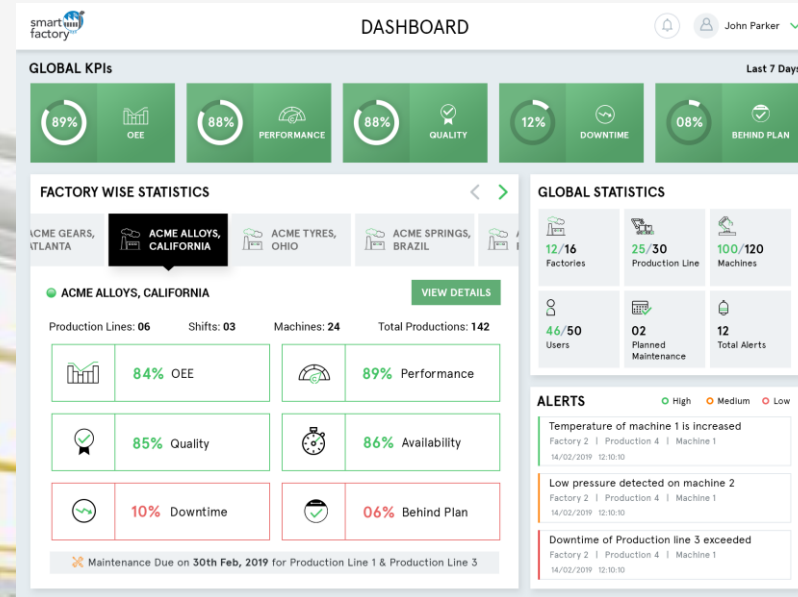 smart
factory
DASHBOARD
John Parker
GLOBAL KPIs
Last 7 Days
89%
OEE
88%
PERFORMANCE
88%
QUALITY
12%
DOWNTIME
08%
BEHIND PLAN
FACTORY WISE STATISTICS
ACME GEARS,
ATLANTA
ACME ALLOYS,
CALIFORNIA
ACME TYRES,
OHIO
ACME SPRINGS,
BRAZIL
ACME ALLOYS, CALIFORNIA
VIEW DETAILS
Production Lines: 06 Shifts: 03 Machines: 24 Total Productions: 142
84% OEE
89% Performance
85% Quality
86% Availability
10% Downtime
06% Behind Plan
Maintenance Due on 30th Feb, 2019 for Production Line 1 & Production Line 3
GLOBAL STATISTICS
12/16
Factories
25/30
Production Line
100/120
Machines
46/50
Users
02
Planned
Maintenance
12
Total Alerts
ALERTS
High Medium Low
Temperature of machine 1 is increased
Factory 2 | Production 4 | Machine 1
14/02/2019 12:10:10
Low pressure detected on machine 2
Factory 2 | Production 4 | Machine 1
14/02/2019 12:10:10
Downtime of Production line 3 exceeded
Factory 2 | Production 4 | Machine 1
14/02/2019 12:10:10